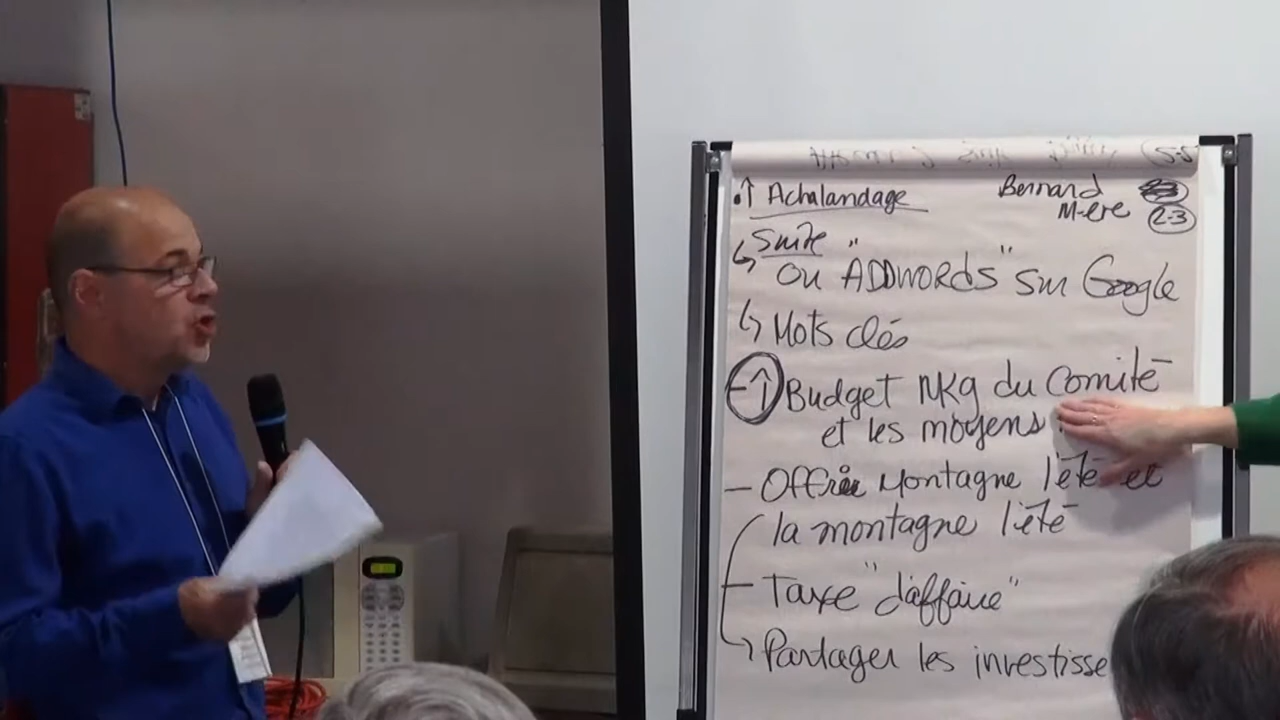 ↑ Achalandage
Bernard
M-ère
2-3
Suite
ou "ADDWORDS" sur Google
Mots clés
- ↑ Budget MKg du Comité
et les moyens
- Offrir Montagne l'été et
la montagne l'été
- Taxe "d'affaire"
Partager les investisse